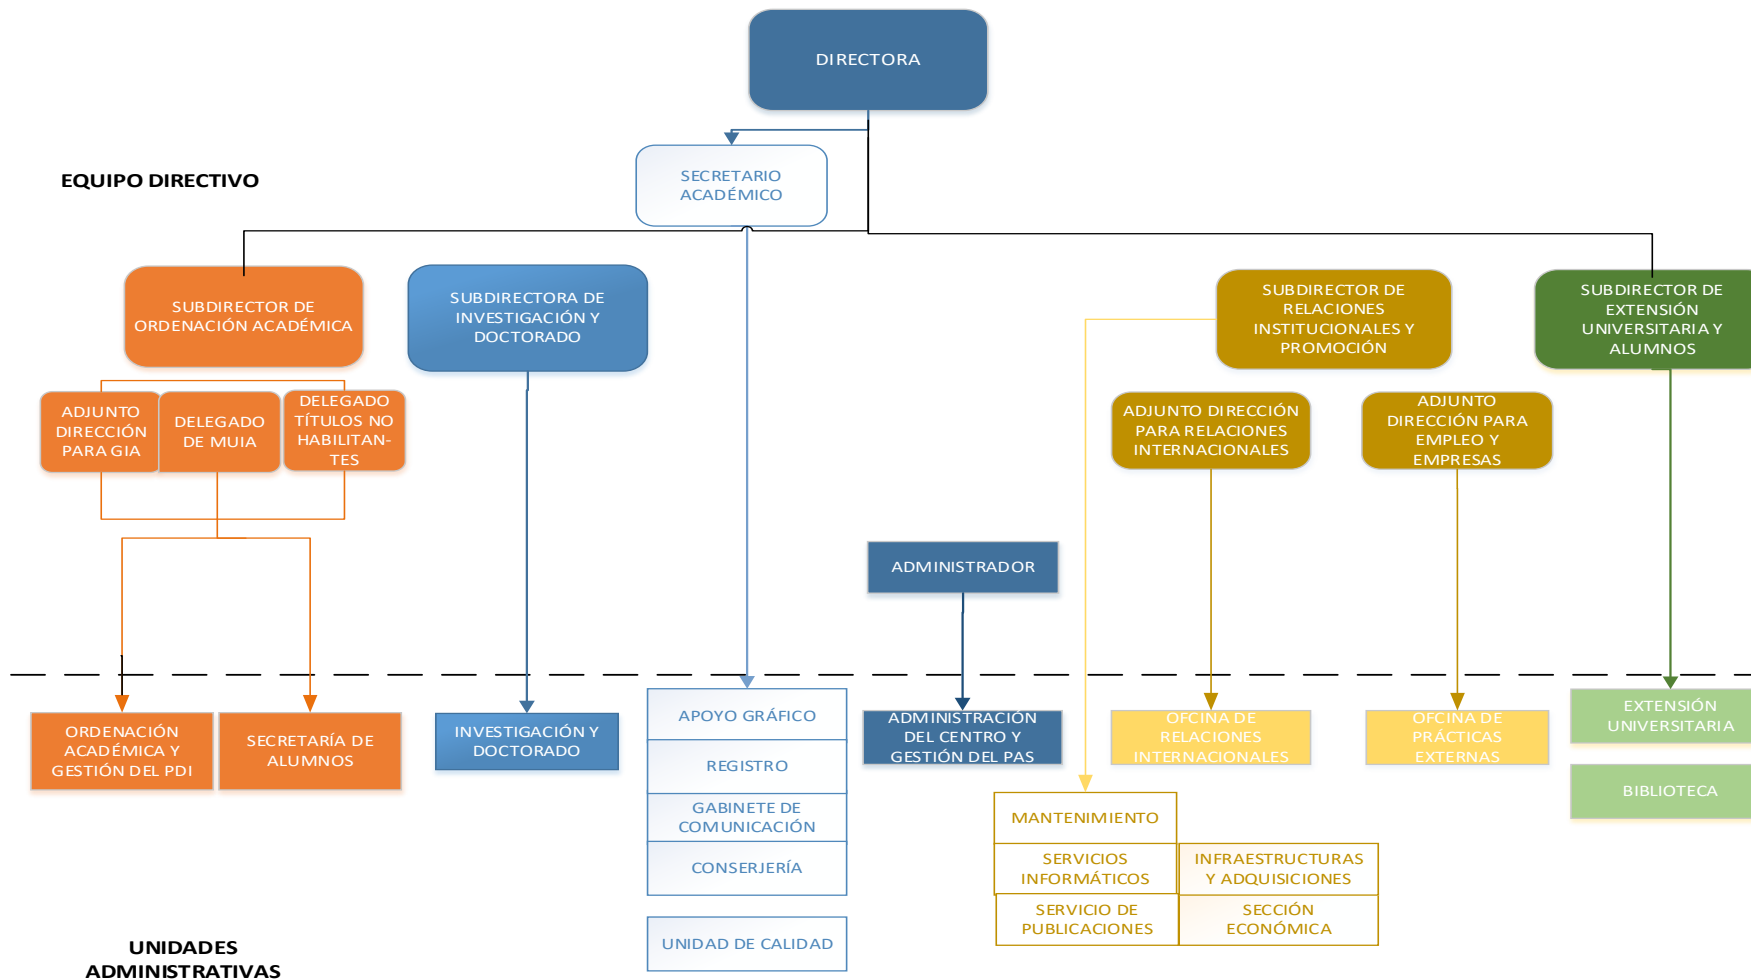 DIRECTORA
SECRETARIO
ACADÉMICO
EQUIPO DIRECTIVO
SUBDIRECTOR DE
ORDENACIÓN ACADÉMICA
SUBDIRECTORA DE
INVESTIGACIÓN Y
DOCTORADO
SUBDIRECTOR DE
RELACIONES
INSTITUCIONALES Y
PROMOCIÓN
SUBDIRECTOR DE
EXTENSIÓN
UNIVERSITARIA Y
ALUMNOS
ADJUNTO
DIRECCIÓN
PARA GIA
DELEGADO
DE MUIA
DELEGADO
TÍTULOS NO
HABILITAN-
TES
ADJUNTO DIRECCIÓN
PARA RELACIONES
INTERNACIONALES
ADJUNTO
DIRECCIÓN PARA
EMPLEO Y
EMPRESAS
ADMINISTRADOR
ORDENACIÓN
ACADÉMICA Y
GESTIÓN DEL PDI
SECRETARÍA DE
ALUMNOS
INVESTIGACIÓN Y
DOCTORADO
APOYO GRÁFICO
REGISTRO
GABINETE DE
COMUNICACIÓN
CONSERJERÍA
UNIDAD DE CALIDAD
ADMINISTRACIÓN
DEL CENTRO Y
GESTIÓN DEL PAS
OFCINA DE
RELACIONES
INTERNACIONALES
OFCINA DE
PRÁCTICAS
EXTERNAS
EXTENSIÓN
UNIVERSITARIA
BIBLIOTECA
MANTENIMIENTO
SERVICIOS
INFORMÁTICOS
INFRAESTRUCTURAS
Y ADQUISICIONES
SERVICIO DE
PUBLICACIONES
SECCIÓN
ECONÓMICA
UNIDADES
ADMINISTRATIVAS